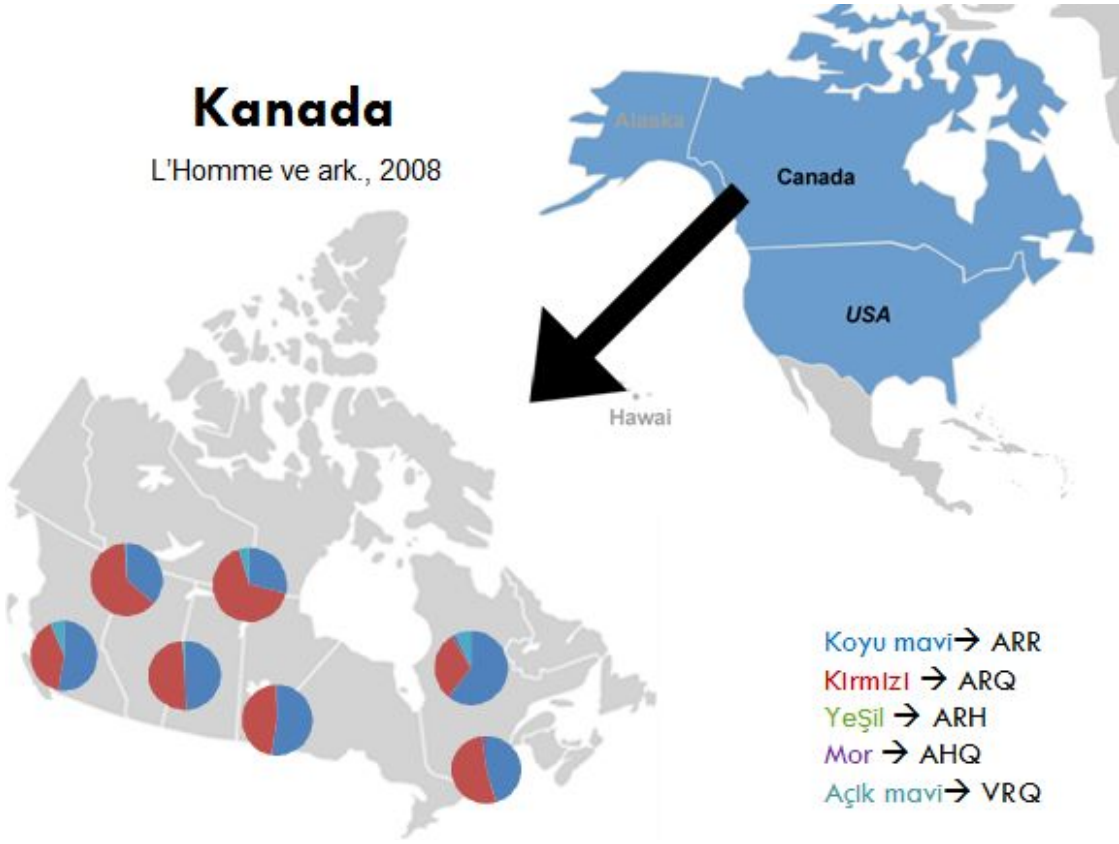 Kanada
L'Homme ve ark., 2008
Alaska
Canada
USA
Hawai
Koyu mavi→ ARR
Kırmızı → ARQ
Yeşil → ARH
Mor → AHQ
Açik mavi→ VRQ